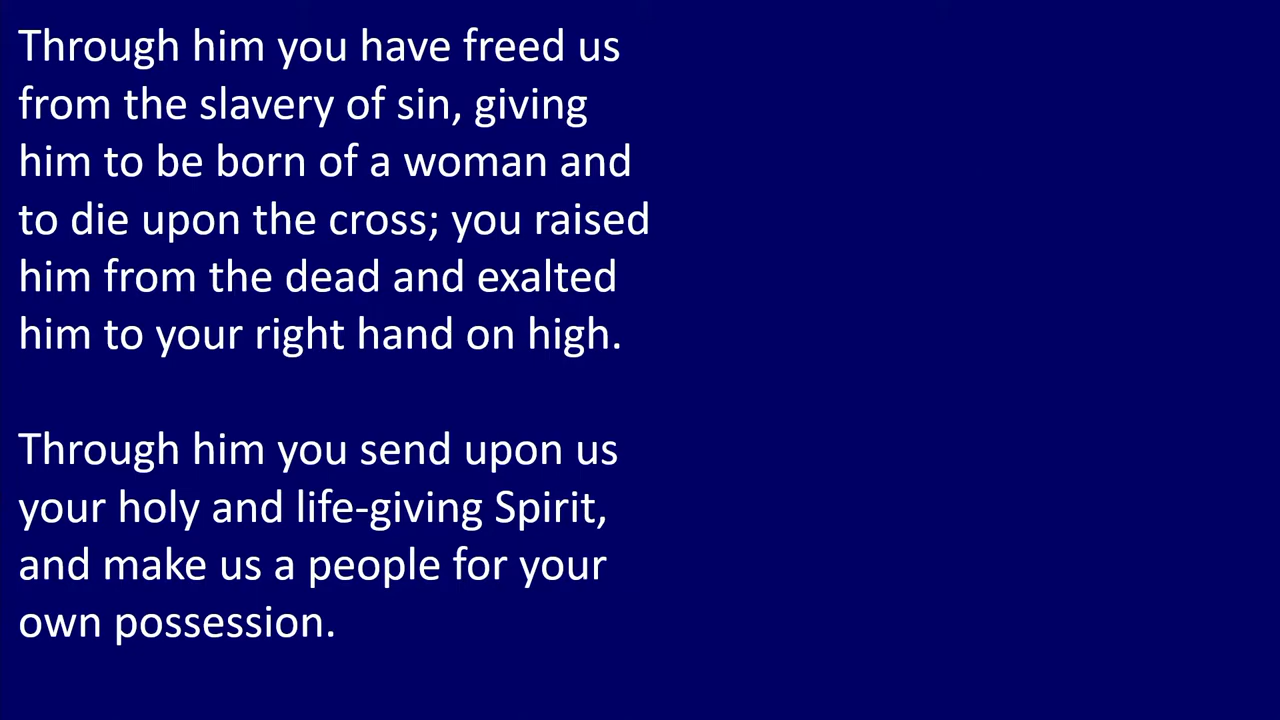 Through him you have freed us
from the slavery of sin, giving
him to be born of a woman and
to die upon the cross; you raised
him from the dead and exalted
him to your right hand on high.
Through him you send upon us
your holy and life-giving Spirit,
and make us a people for your
own possession.